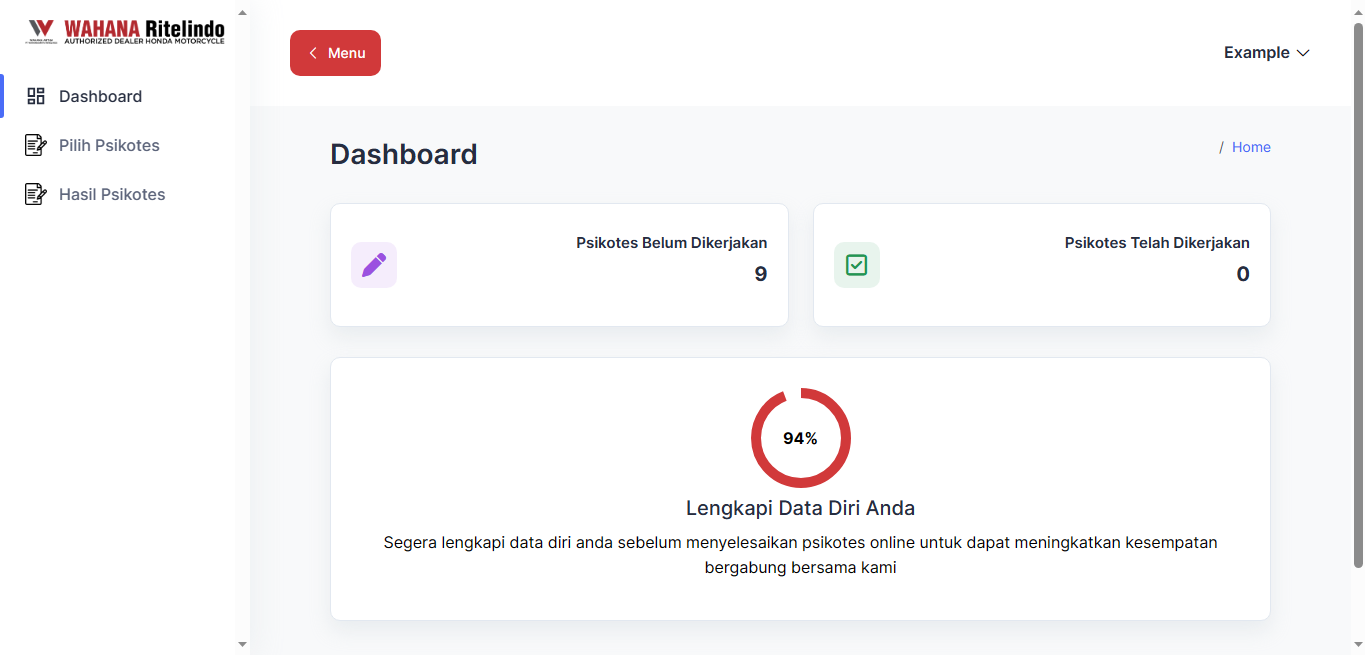 WAHANA Ritelindo
AUTHORIZED DEALER HONDA MOTORCYCLE
Menu
Example
Dashboard
Pilih Psikotes
Hasil Psikotes
Dashboard
/ Home
Psikotes Belum Dikerjakan
9
Psikotes Telah Dikerjakan
0
94%
Lengkapi Data Diri Anda
Segera lengkapi data diri anda sebelum menyelesaikan psikotes online untuk dapat meningkatkan kesempatan
bergabung bersama kami